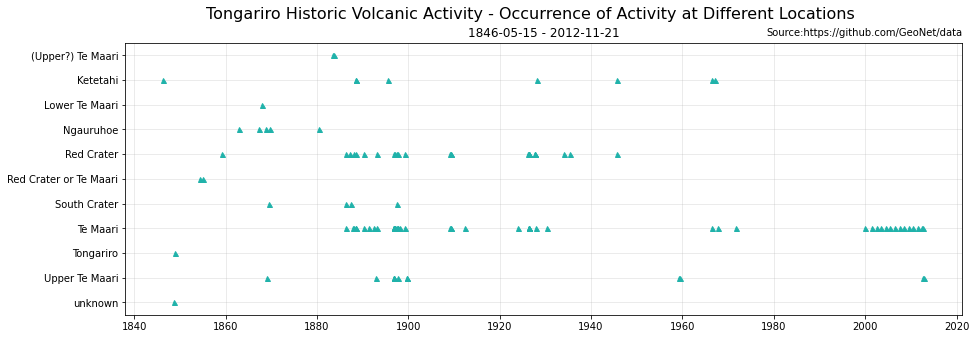 Tongariro Historic Volcanic Activity - Occurrence of Activity at Different Locations
1846-05-15 - 2012-11-21
Source:https://github.com/GeoNet/data
(Upper?) Te Maari
Ketetahi
Lower Te Maari
Ngauruhoe
Red Crater
Red Crater or Te Maari
South Crater
Te Maari
Tongariro
Upper Te Maari
unknown
1840 1860 1880 1900 1920 1940 1960 1980 2000 2020